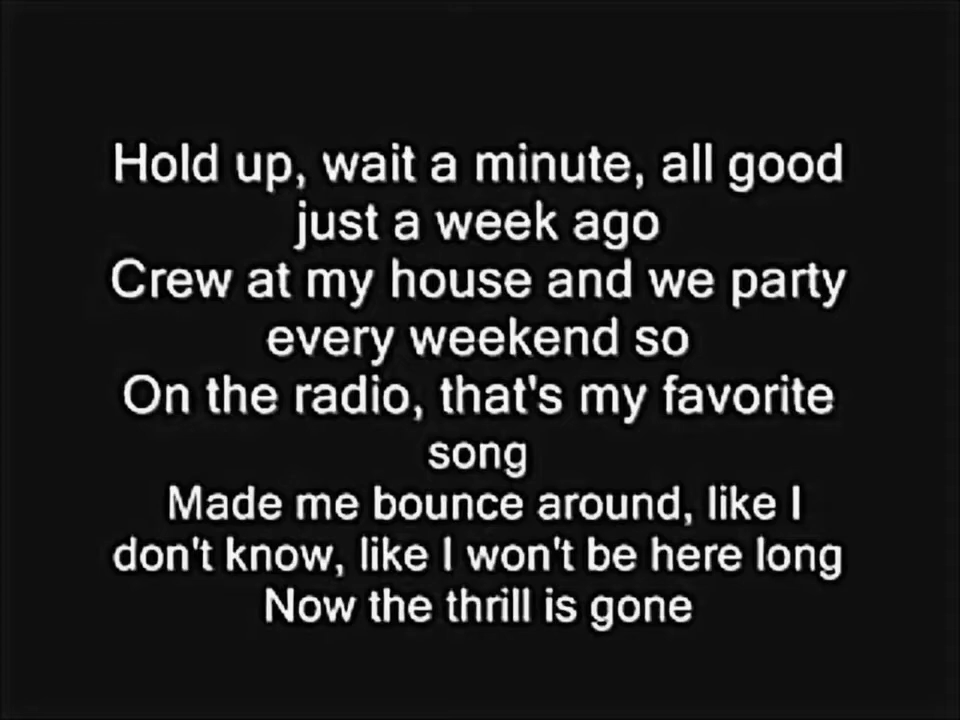 Hold up, wait a minute, all good
just a week ago
Crew at my house and we party
every weekend so
On the radio, that's my favorite
song
Made me bounce around, like I
don't know, like I won't be here long
Now the thrill is gone